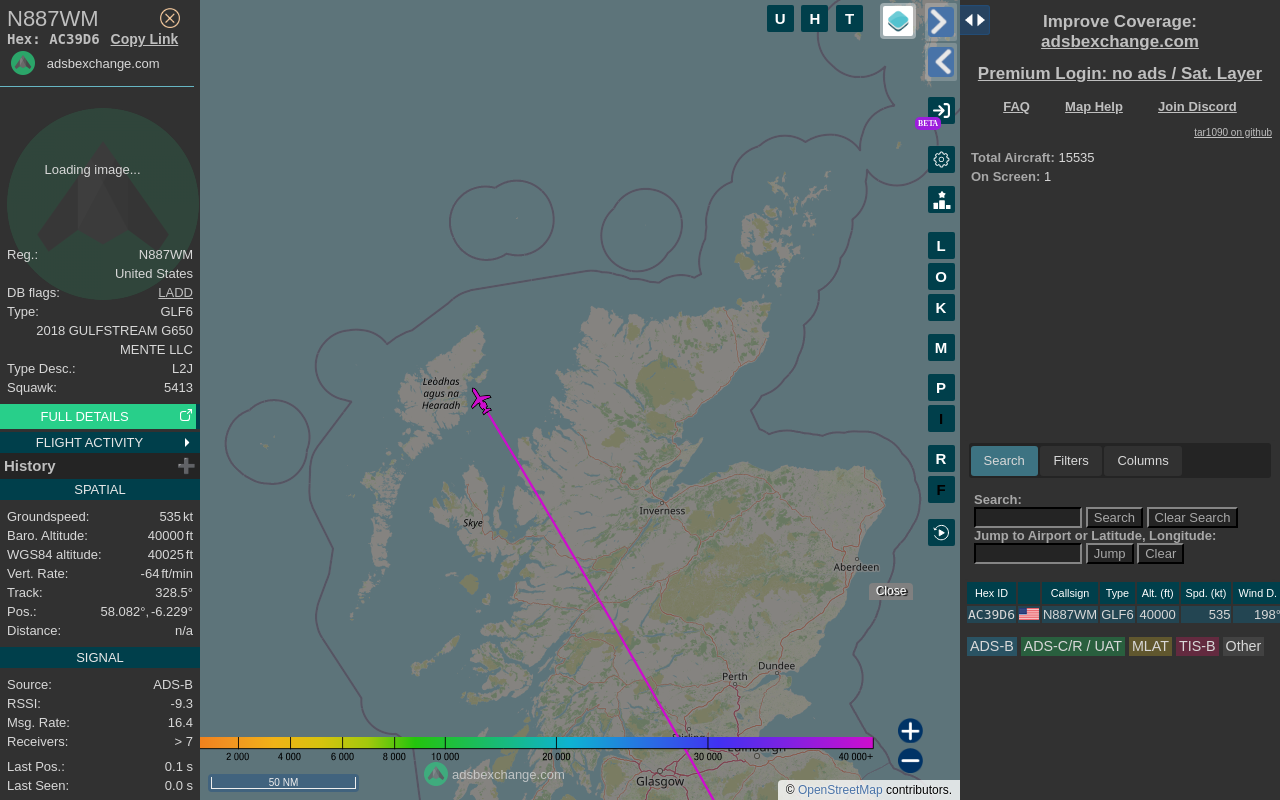 N887WM
Hex: AC39D6 Copy Link
adsbexchange.com
Loading image...
Reg.: N887WM
United States
DB flags: LADD
Type: GLF6
2018 GULFSTREAM G650
MENTE LLC
Type Desc.: L2J
Squawk: 5413
FULL DETAILS
FLIGHT ACTIVITY
History
SPATIAL
Groundspeed: 535 kt
Baro. Altitude: 40000 ft
WGS84 altitude: 40025 ft
Vert. Rate: -64 ft/min
Track: 328.5°
Pos.: 58.082°, -6.229°
Distance: n/a
SIGNAL
Source: ADS-B
RSSI: -9.3
Msg. Rate: 16.4
Receivers: > 7
Last Pos.: 0.1 s
Last Seen: 0.0 s
U H T
BETA
L
O
K
M
P
I
R
F
Leòdhas
agus na
Hearadh
Skye
Inverness
Aberdeen
Close
Dundee
Perth
Stirling
Edinburgh
Glasgow
2 000 4 000 6 000 8 000 10 000 20 000 30 000 40 000+
adsbexchange.com
50 NM
© OpenStreetMap contributors.
Improve Coverage:
adsbexchange.com
Premium Login: no ads / Sat. Layer
FAQ Map Help Join Discord
tar1090 on github
Total Aircraft: 15535
On Screen: 1
Search Filters Columns
Search:
Search Clear Search
Jump to Airport or Latitude, Longitude:
Jump Clear
Hex ID Callsign Type Alt. (ft) Spd. (kt) Wind D.
AC39D6 N887WM GLF6 40000 535 198°
ADS-B ADS-C/R / UAT MLAT TIS-B Other